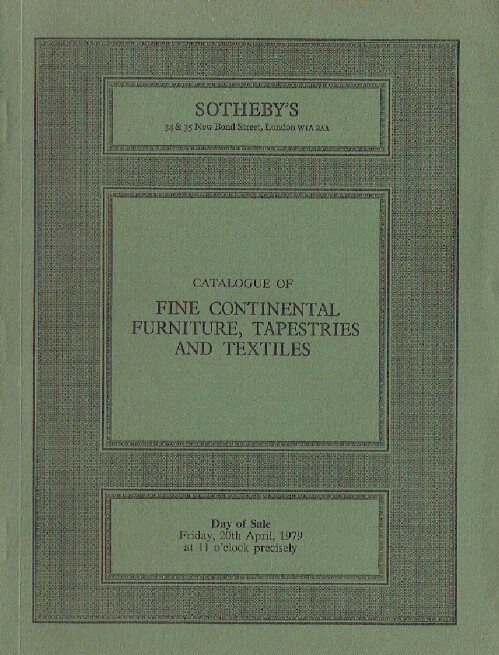 SOTHEBY'S
34 & 35 New Bond Street, London W1A 2AA
CATALOGUE OF
FINE CONTINENTAL
FURNITURE, TAPESTRIES
AND TEXTILES
Day of Sale
Friday, 20th April, 1979
at 11 o'clock precisely